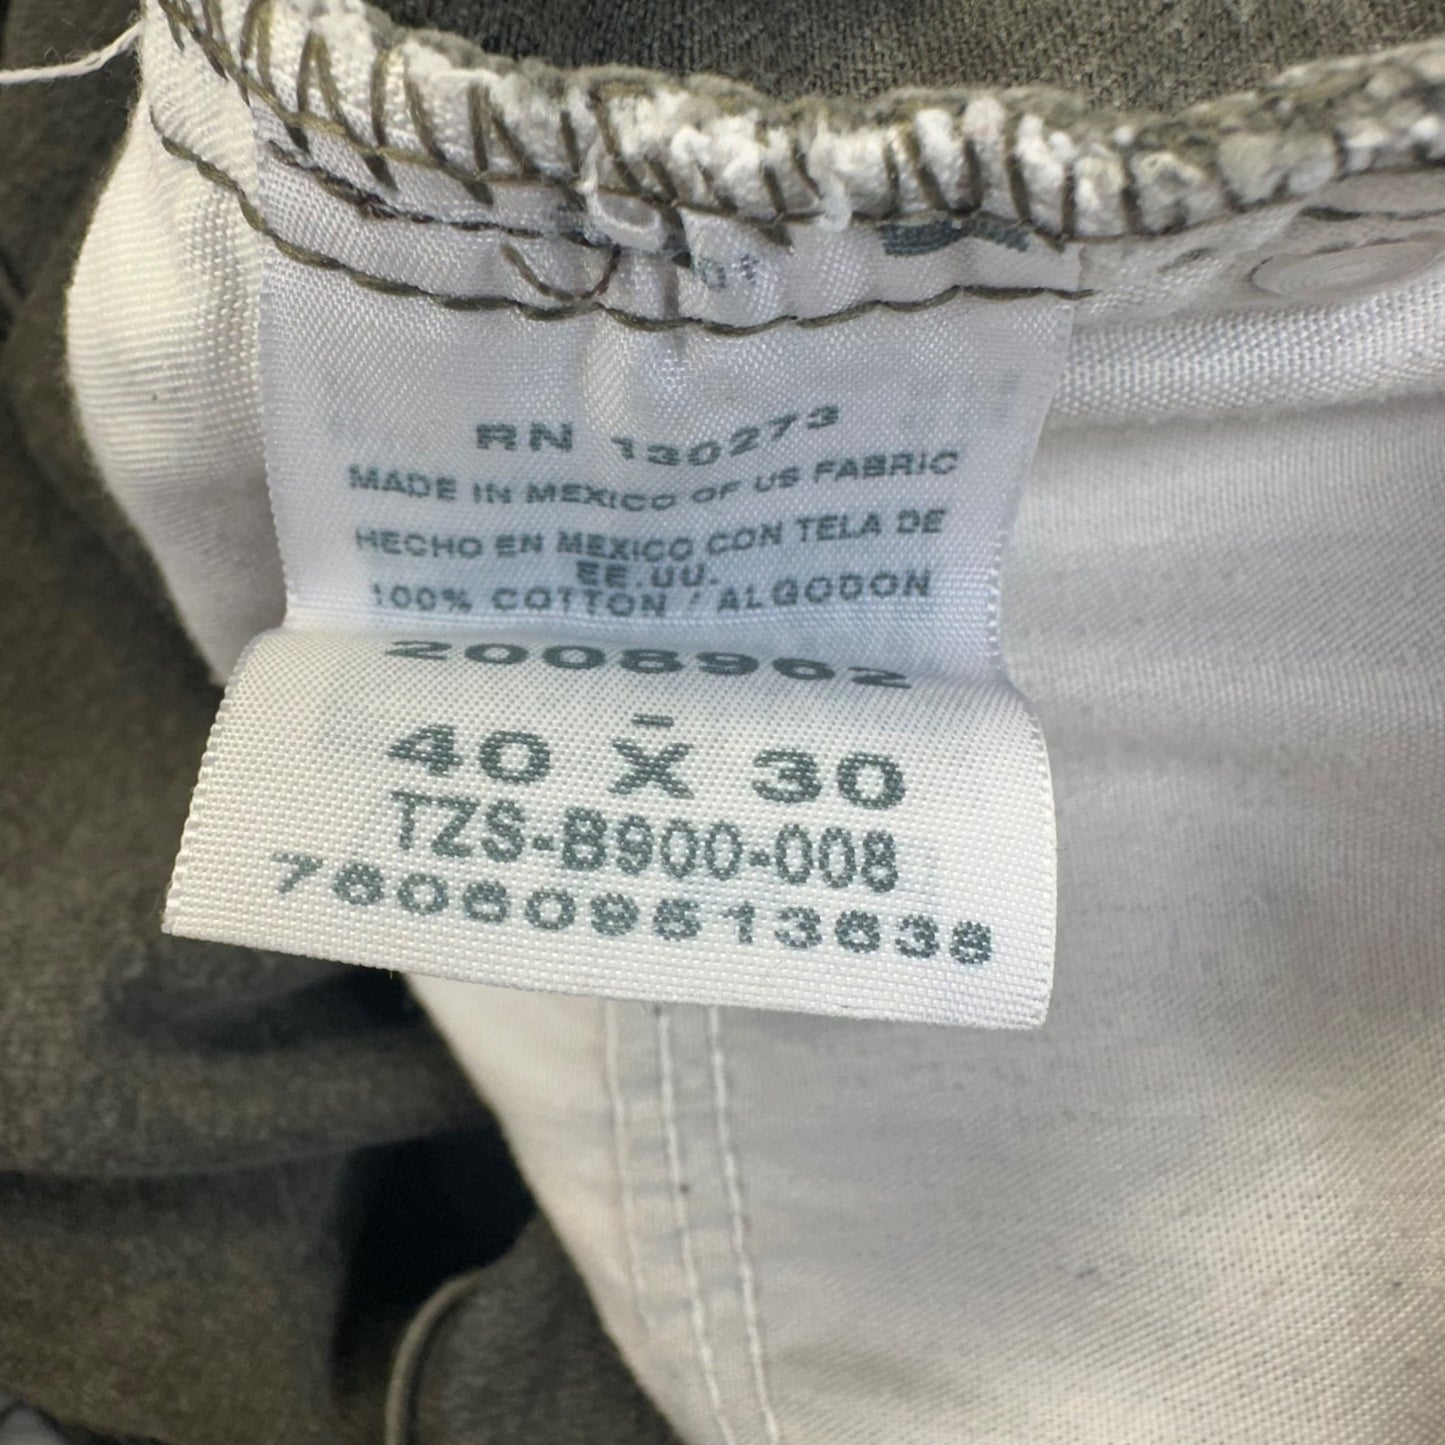 RN 130273
MADE IN MEXICO OF US FABRIC
HECHO EN MEXICO CON TELA DE
EE.UU.
100% COTTON / ALGODON
2008962
-
40 X 30
TZS-B900-008